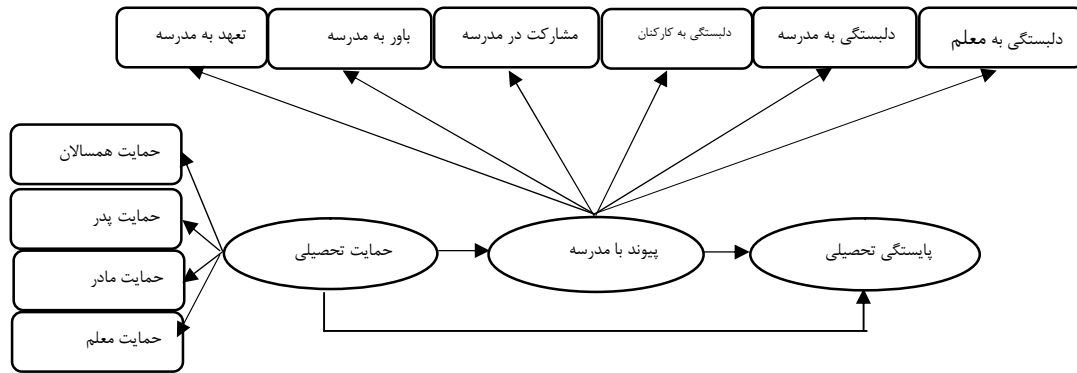 دلبستگی به معلم
دلبستگی به مدرسه
دلبستگی به کارکنان
مشارکت در مدرسه
باور به مدرسه
تعهد به مدرسه
حمایت همسالان
حمایت پدر
حمایت مادر
حمایت معلم
پایستگی تحصیلی
پیوند با مدرسه
حمایت تحصیلی